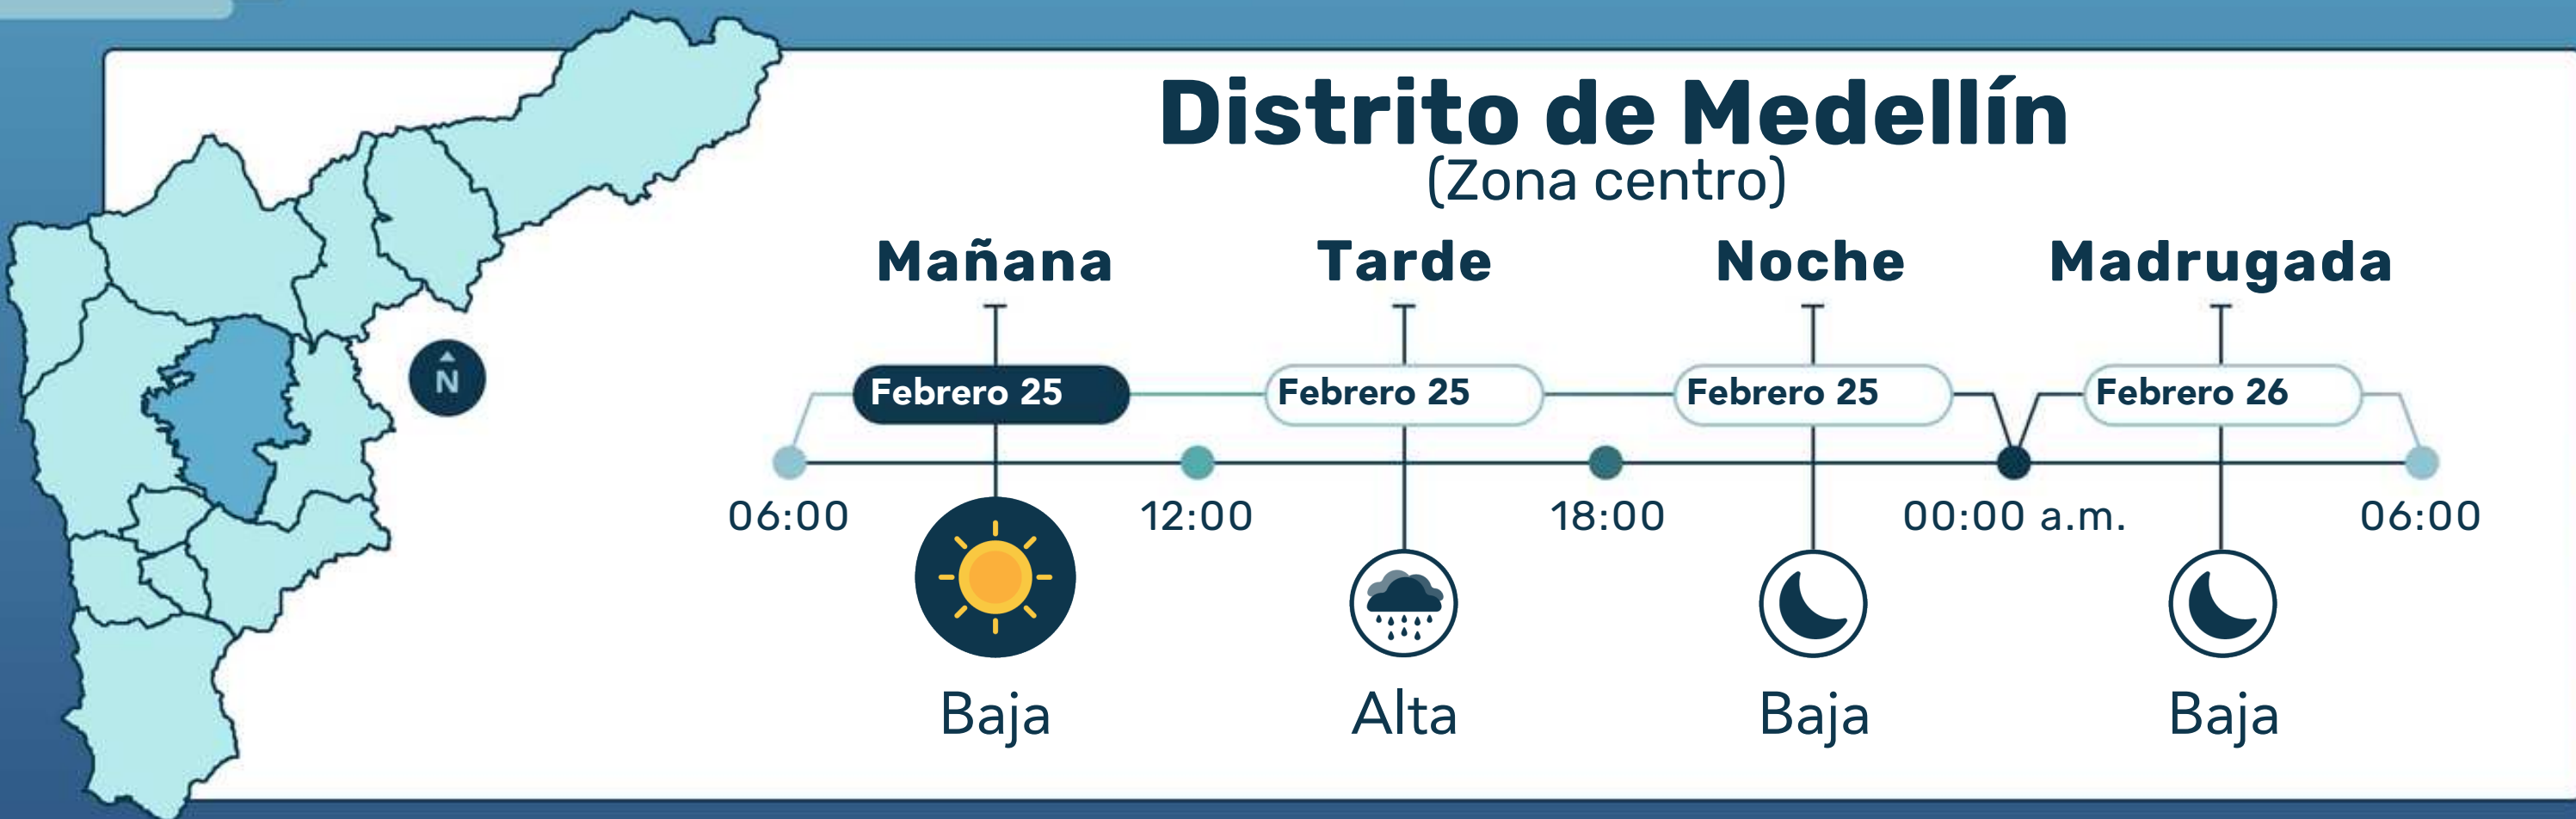 Distrito de Medellín
(Zona centro)
Mañana Tarde Noche Madrugada
Febrero 25 Febrero 25 Febrero 25 Febrero 26
N
06:00 12:00 18:00 00:00 a.m. 06:00
Baja Alta Baja Baja